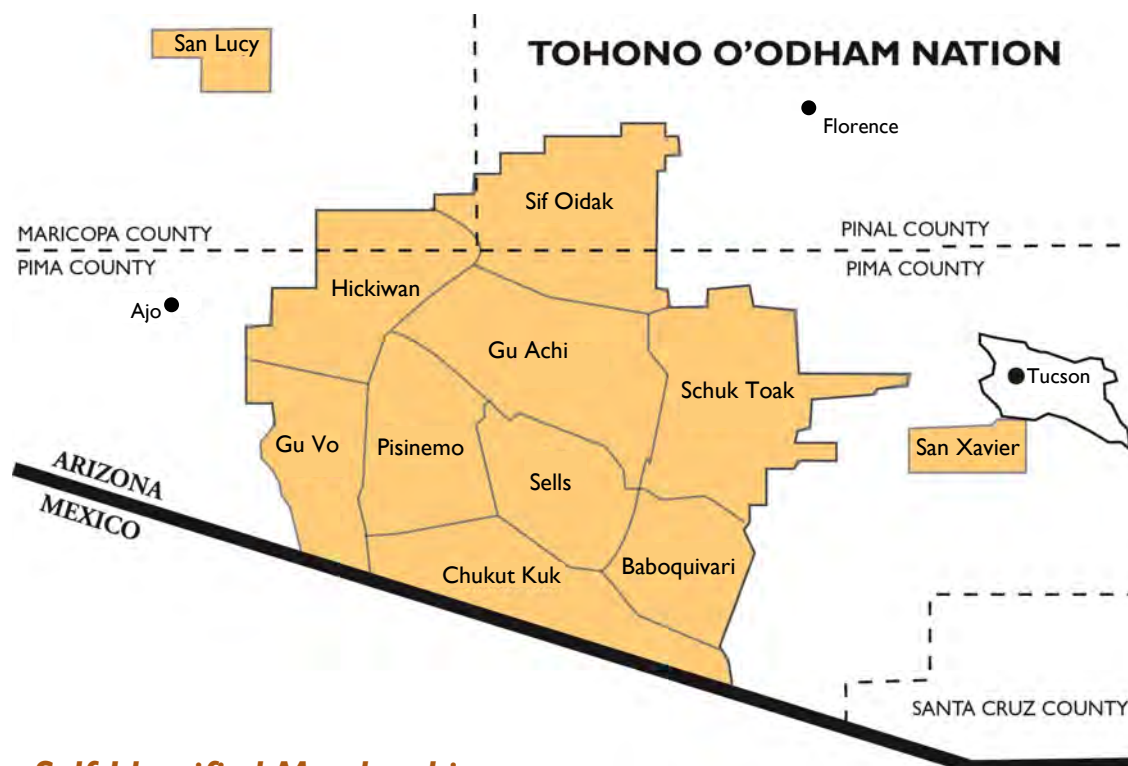 San Lucy
TOHONO O'ODHAM NATION
Florence
Sif Oidak
MARICOPA COUNTY
PINAL COUNTY
PIMA COUNTY
PIMA COUNTY
Hickiwan
Ajo
Gu Achi
Tucson
Schuk Toak
Gu Vo
Pisinemo
San Xavier
ARIZONA
Sells
MEXICO
Baboquivari
Chukut Kuk
SANTA CRUZ COUNTY